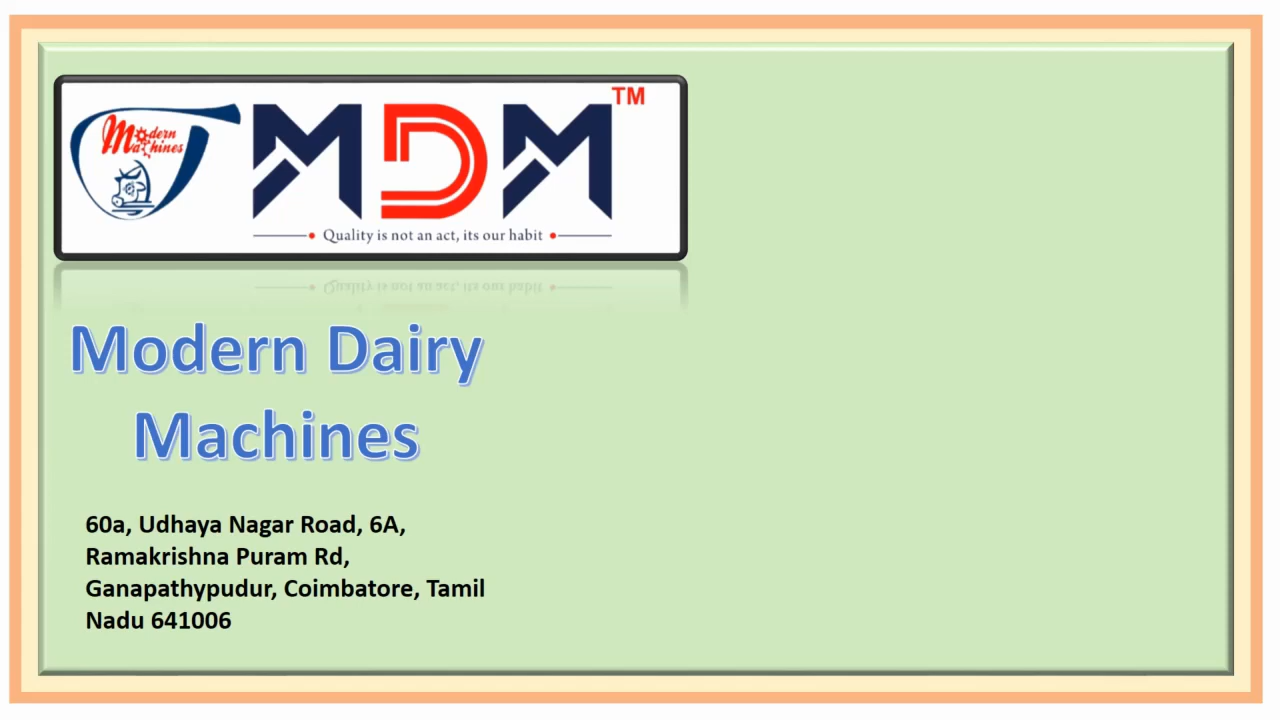 Modern
Machines
MDM TM
Quality is not an act, its our habit
Modern Dairy
Machines
60a, Udhaya Nagar Road, 6A,
Ramakrishna Puram Rd,
Ganapathypudur, Coimbatore, Tamil
Nadu 641006